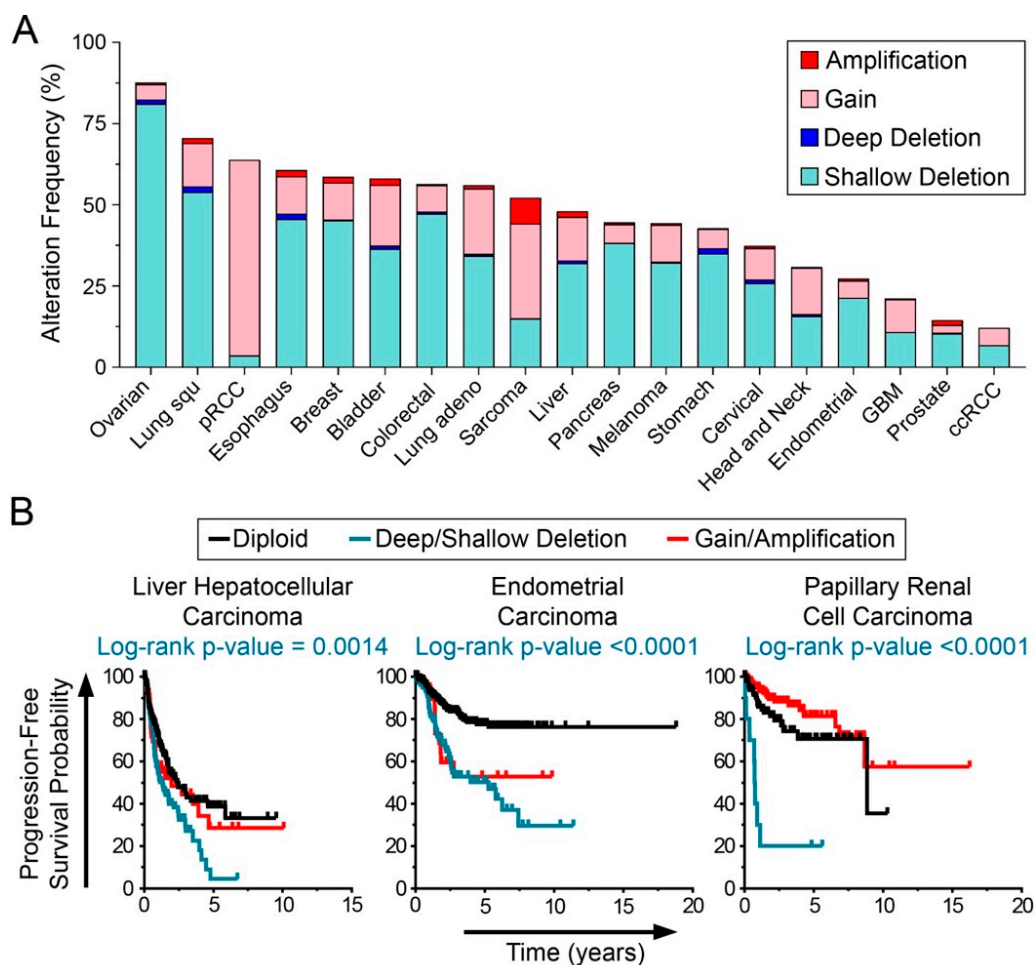 A
Alteration Frequency (%)
100
75
50
25
0
Amplification
Gain
Deep Deletion
Shallow Deletion
Ovarian
Lung squ
pRCC
Esophagus
Breast
Bladder
Colorectal
Lung adeno
Sarcoma
Liver
Pancreas
Melanoma
Stomach
Cervical
Head and Neck
Endometrial
GBM
Prostate
ccRCC
B
Diploid
Deep/Shallow Deletion
Gain/Amplification
Progression-Free
Survival Probability
Liver Hepatocellular
Carcinoma
Log-rank p-value = 0.0014
100
80
60
40
20
0
0 5 10 15
Endometrial
Carcinoma
Log-rank p-value <0.0001
100
80
60
40
20
0
0 5 10 15 20
Papillary Renal
Cell Carcinoma
Log-rank p-value <0.0001
100
80
60
40
20
0
0 5 10 15 20
Time (years)